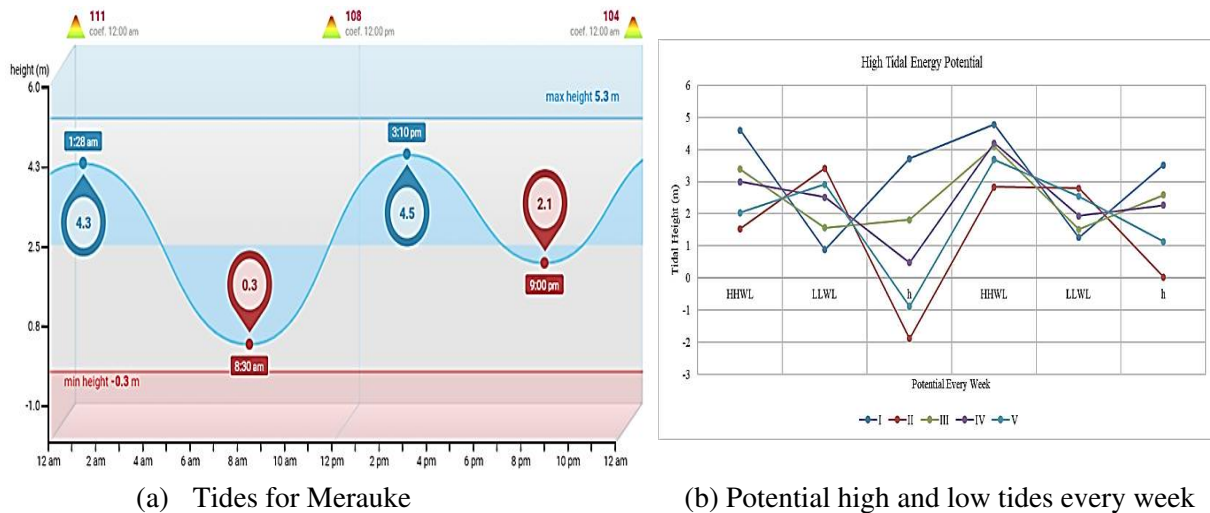 111
coef. 12:00 am
108
coef. 12:00 pm
104
coef. 12:00 am
height (m)
6.0
4.3
2.5
0.8
-1.0
max height 5.3 m
1:28 am
4.3
0.3
8:30 am
3:10 pm
4.5
2.1
9:00 pm
min height -0.3 m
12 am 2 am 4 am 6 am 8 am 10 am 12 am 2 pm 4 pm 6 pm 8 pm 10 pm 12 am
(a) Tides for Merauke
High Tidal Energy Potential
Tidal Height (m)
6
5
4
3
2
1
0
-1
-2
-3
HHWL LLWL h HHWL LLWL h
Potential Every Week
I II III IV V
(b) Potential high and low tides every week